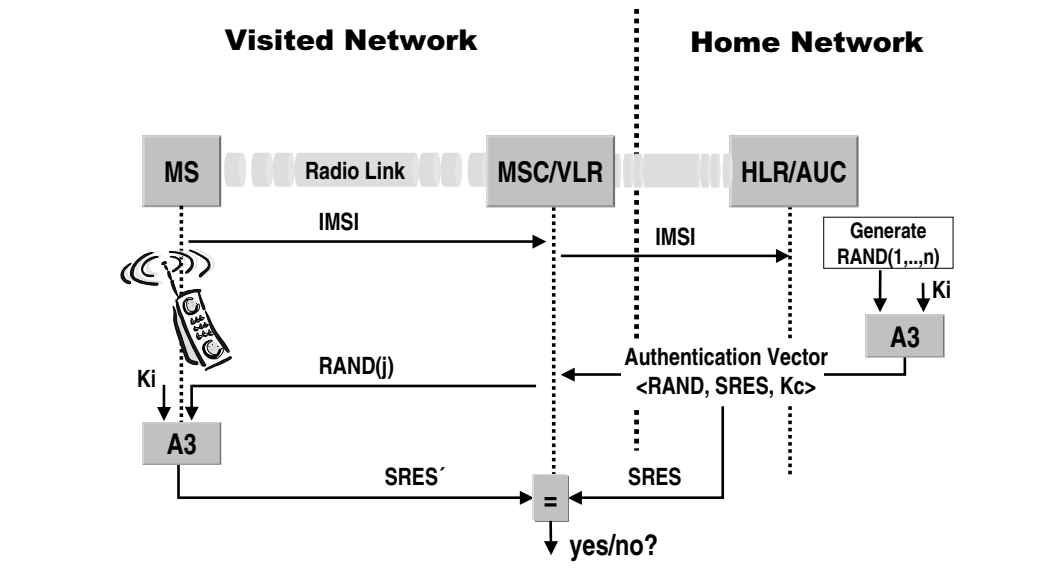 Visited Network
Home Network
MS
Radio Link
MSC/VLR
HLR/AUC
IMSI
IMSI
Generate
RAND(1,..,n)
Ki
A3
Authentication Vector
<RAND, SRES, Kc>
RAND(j)
Ki
A3
SRES´
SRES
=
yes/no?